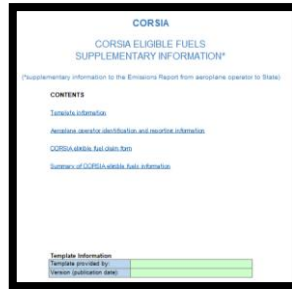 CORSIA
CORSIA ELIGIBLE FUELS
SUPPLEMENTARY INFORMATION*
(*supplementary information to the Emissions Report from aeroplane operator to State)
CONTENTS
Template information
Aeroplane operator identification and reporting information
CORSIA eligible fuel claim form
Summary of CORSIA eligible fuels information
Template Information
Template provided by:
Version (publication date):